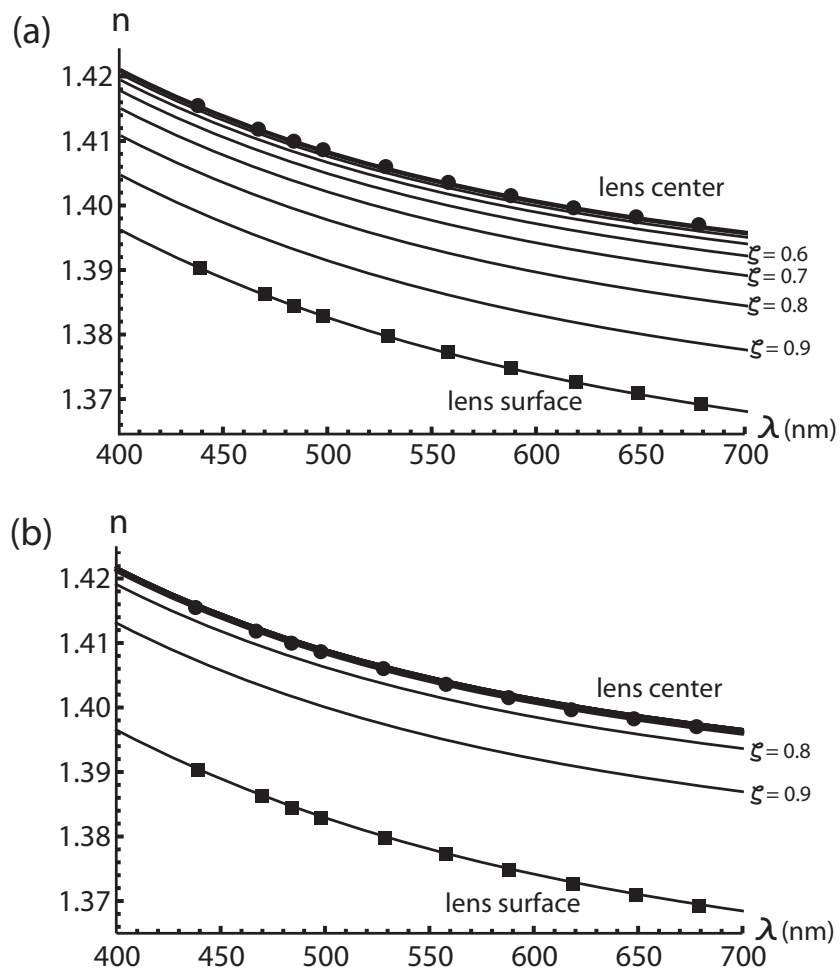 (a)
n
1.42
1.41
1.40
1.39
1.38
1.37
lens center
ζ = 0.6
ζ = 0.7
ζ = 0.8
ζ = 0.9
lens surface
λ (nm)
400 450 500 550 600 650 700
(b)
n
1.42
1.41
1.40
1.39
1.38
1.37
lens center
ζ = 0.8
ζ = 0.9
lens surface
λ (nm)
400 450 500 550 600 650 700